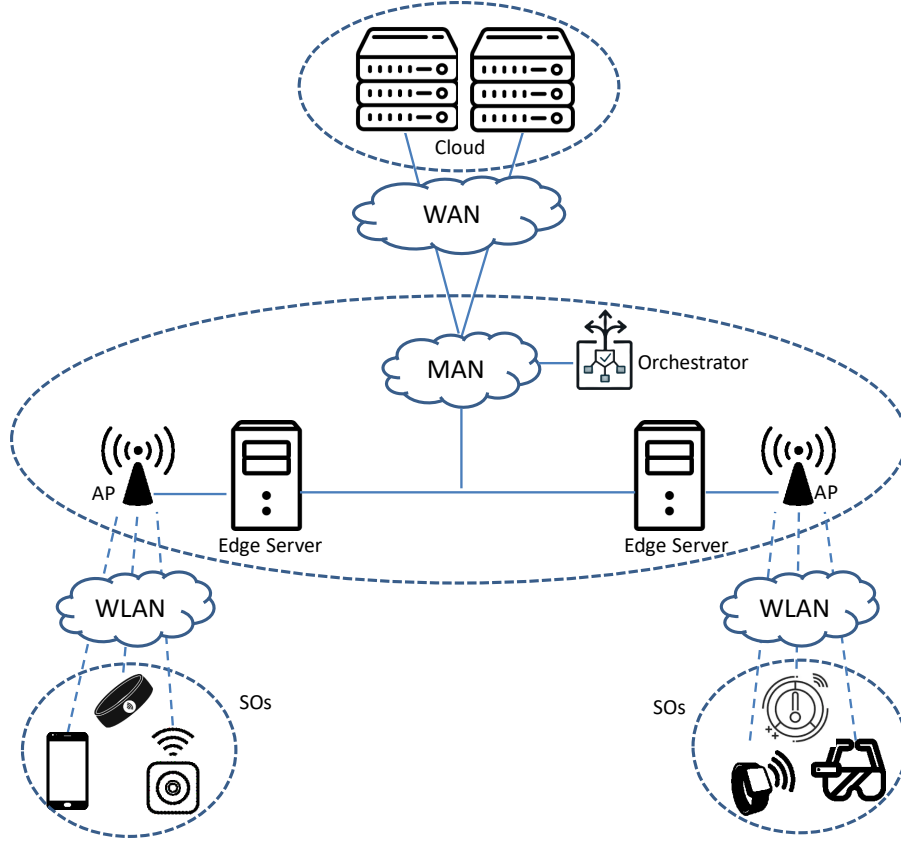 Cloud
WAN
MAN
Orchestrator
AP
AP
Edge Server
Edge Server
WLAN
WLAN
SOs
SOs